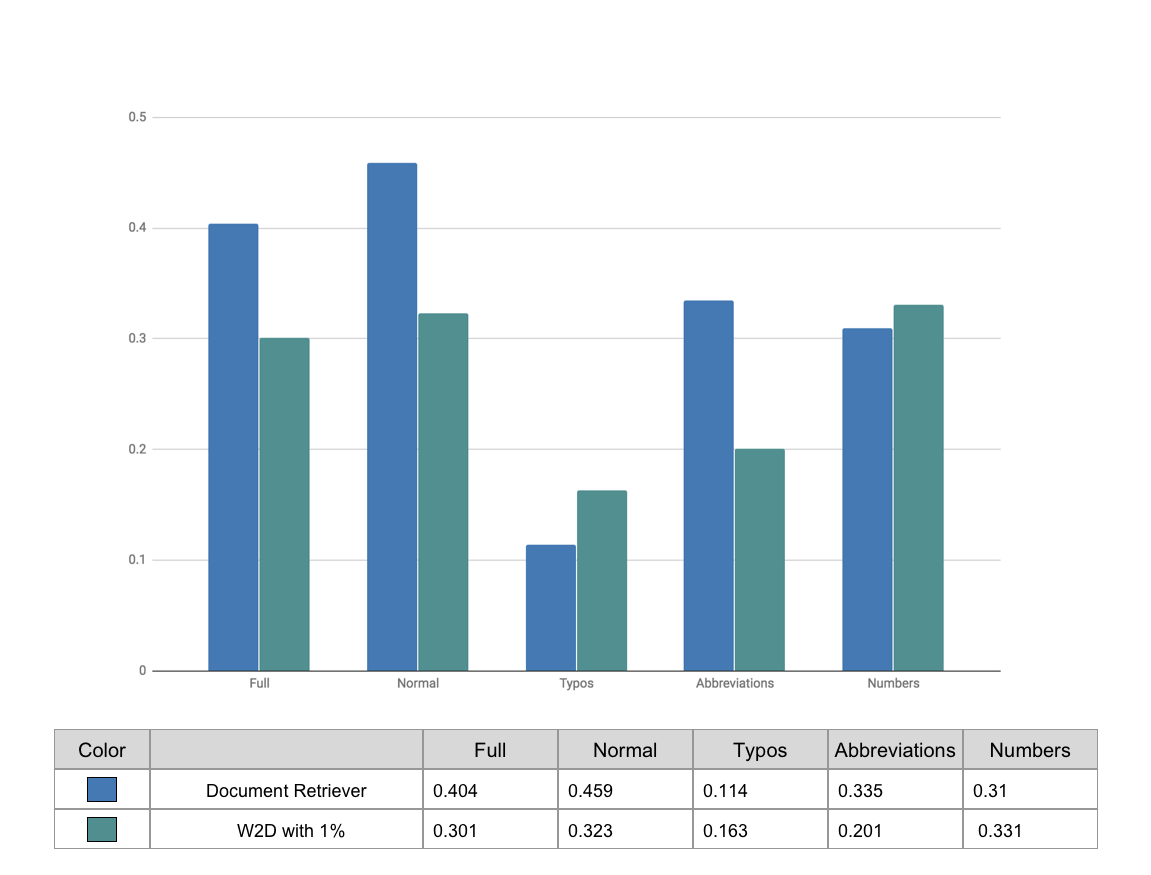 0.5
0.4
0.3
0.2
0.1
0
Full Normal Typos Abbreviations Numbers
Color Full Normal Typos Abbreviations Numbers
Document Retriever 0.404 0.459 0.114 0.335 0.31
W2D with 1% 0.301 0.323 0.163 0.201 0.331